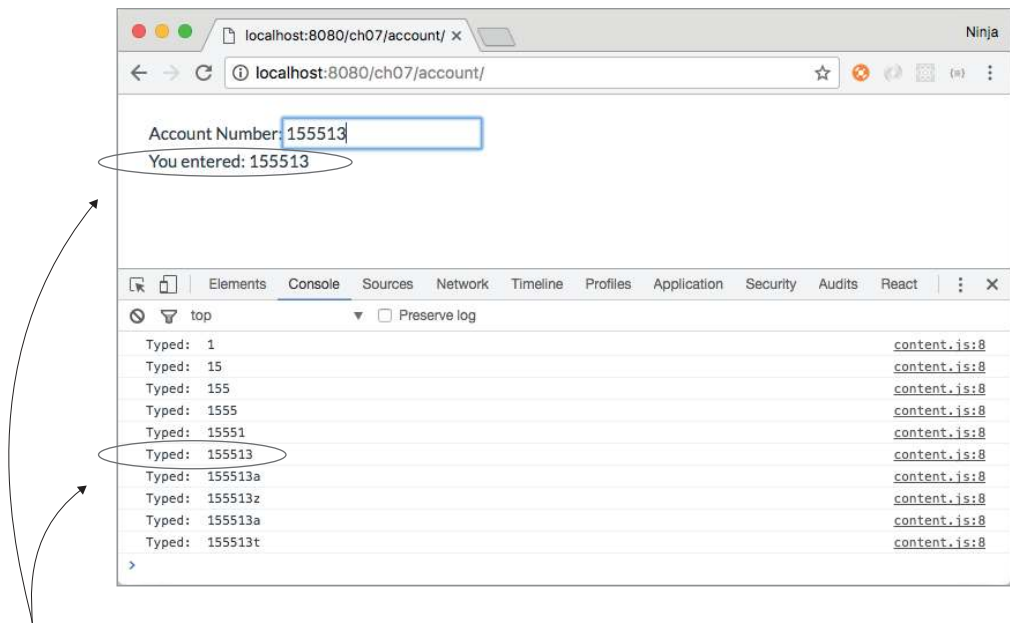 localhost:8080/ch07/account/ ×
Ninja
localhost:8080/ch07/account/
Account Number: 155513
You entered: 155513
Elements Console Sources Network Timeline Profiles Application Security Audits React
top Preserve log
Typed: 1 content.js:8
Typed: 15 content.js:8
Typed: 155 content.js:8
Typed: 1555 content.js:8
Typed: 15551 content.js:8
Typed: 155513 content.js:8
Typed: 155513a content.js:8
Typed: 155513z content.js:8
Typed: 155513a content.js:8
Typed: 155513t content.js:8